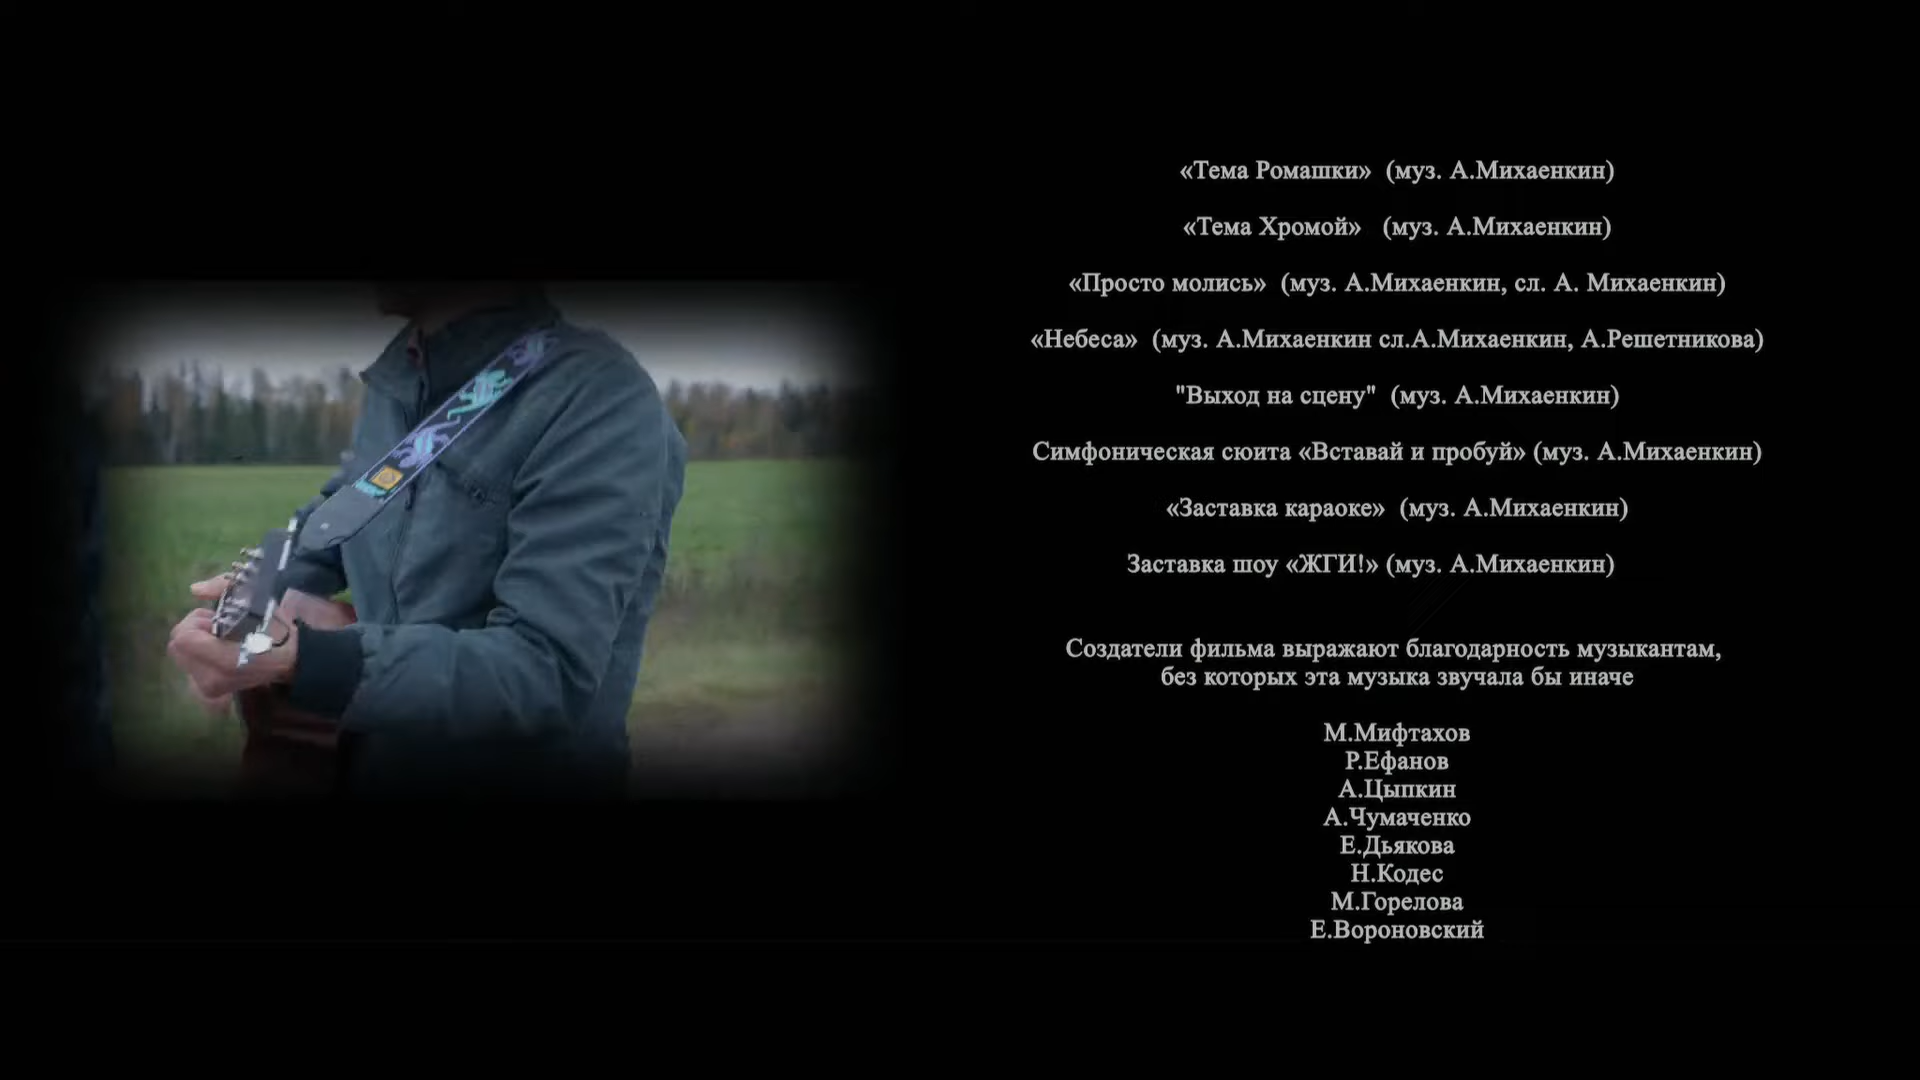 «Тема Ромашки»  (муз. А.Михаенкин)
«Тема Хромой»   (муз. А.Михаенкин)
«Просто молись»  (муз. А.Михаенкин, сл. А. Михаенкин)
«Небеса»  (муз. А.Михаенкин сл.А.Михаенкин, А.Решетникова)
"Выход на сцену"  (муз. А.Михаенкин)
Симфоническая сюита «Вставай и пробуй» (муз. А.Михаенкин)
«Заставка караоке»  (муз. А.Михаенкин)
Заставка шоу «ЖГИ!» (муз. А.Михаенкин)
Создатели фильма выражают благодарность музыкантам,
без которых эта музыка звучала бы иначе
М.Мифтахов
Р.Ефанов
А.Цыпкин
А.Чумаченко
Е.Дьякова
Н.Кодес
М.Горелова
Е.Вороновский